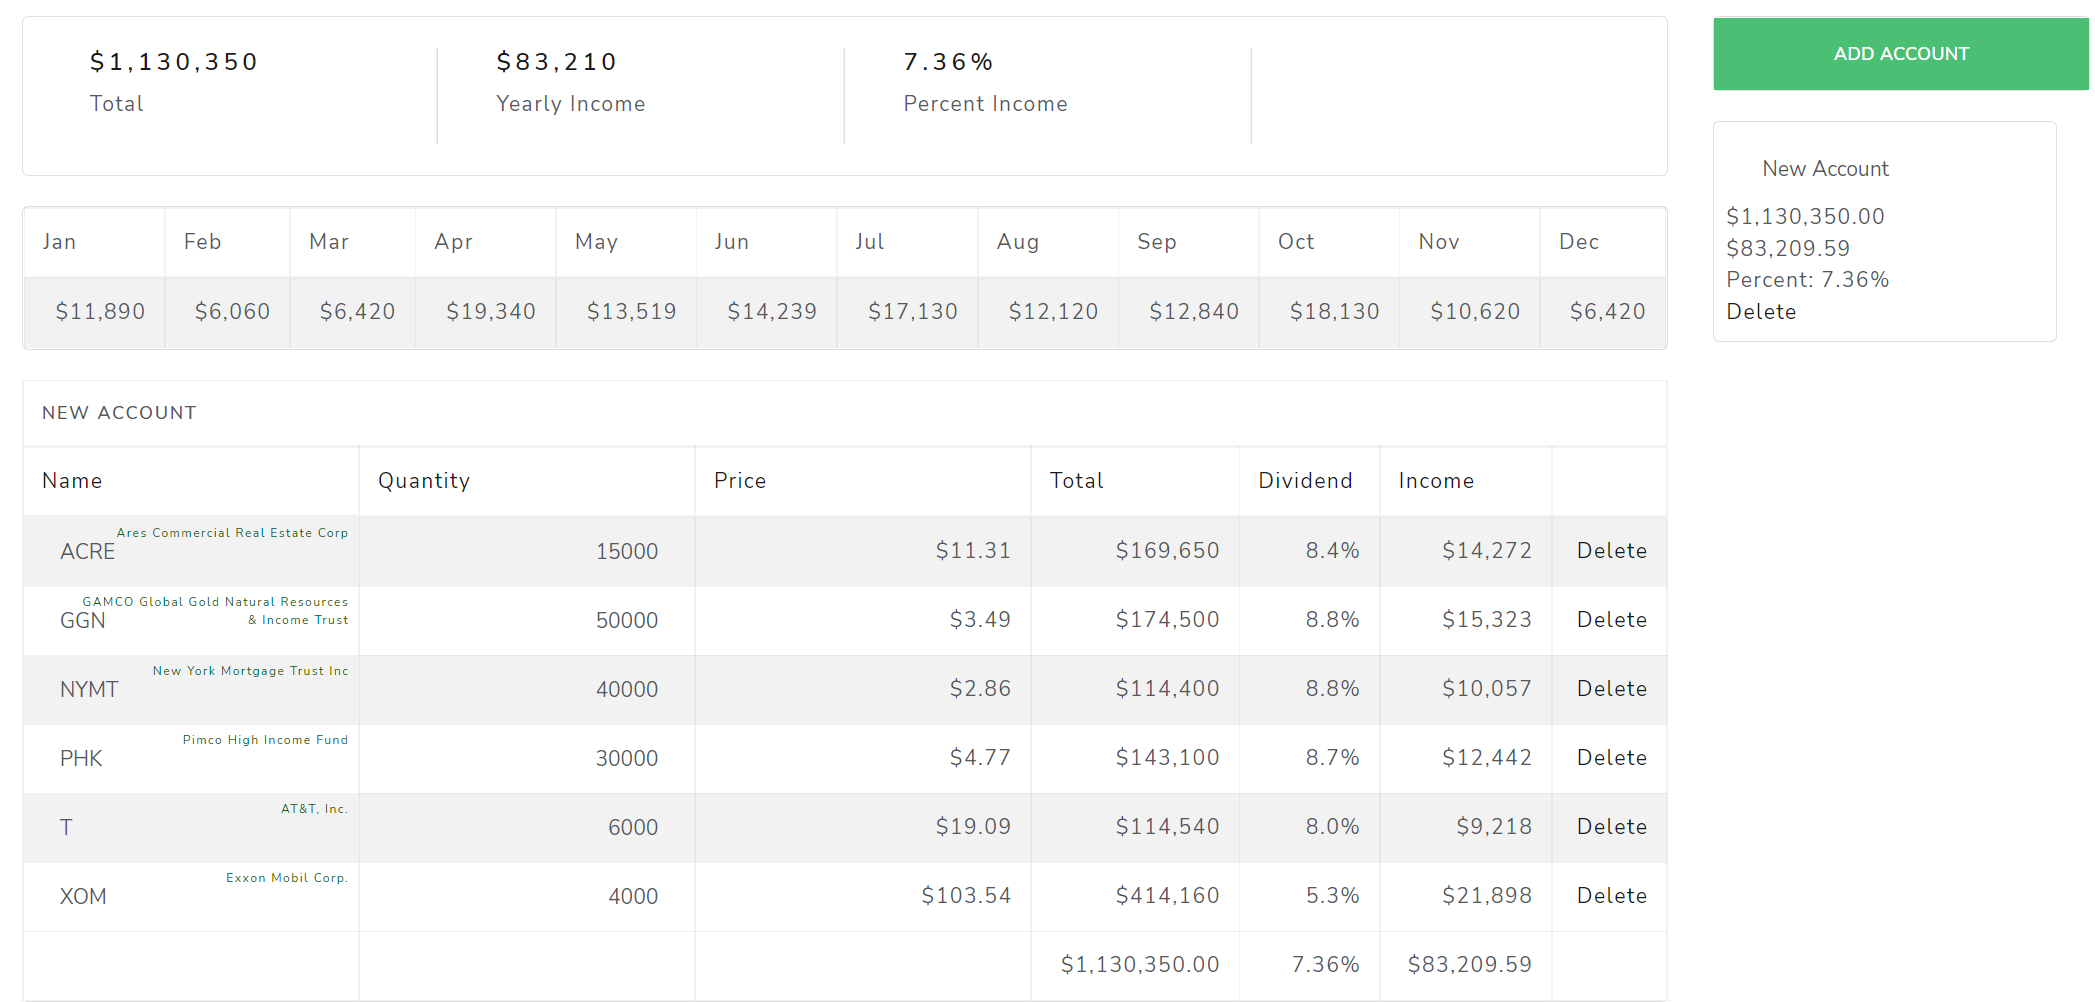 $1,130,350
Total
$83,210
Yearly Income
7.36%
Percent Income
ADD ACCOUNT
New Account
$1,130,350.00
$83,209.59
Percent: 7.36%
Delete
Jan Feb Mar Apr May Jun Jul Aug Sep Oct Nov Dec
$11,890 $6,060 $6,420 $19,340 $13,519 $14,239 $17,130 $12,120 $12,840 $18,130 $10,620 $6,420
NEW ACCOUNT
Name Quantity Price Total Dividend Income
Ares Commercial Real Estate Corp
ACRE 15000 $11.31 $169,650 8.4% $14,272 Delete
GAMCO Global Gold Natural Resources
& Income Trust
GGN 50000 $3.49 $174,500 8.8% $15,323 Delete
New York Mortgage Trust Inc
NYMT 40000 $2.86 $114,400 8.8% $10,057 Delete
Pimco High Income Fund
PHK 30000 $4.77 $143,100 8.7% $12,442 Delete
AT&T, Inc.
T 6000 $19.09 $114,540 8.0% $9,218 Delete
Exxon Mobil Corp.
XOM 4000 $103.54 $414,160 5.3% $21,898 Delete
$1,130,350.00 7.36% $83,209.59